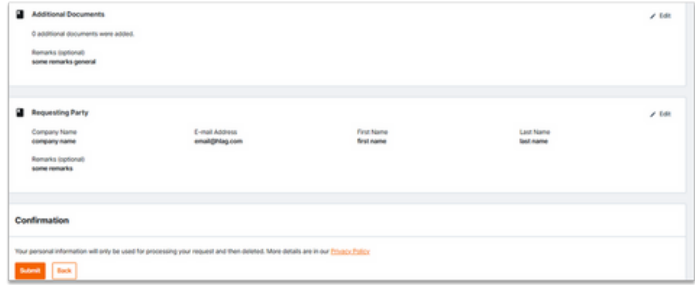 Additional Documents
Edit
0 additional documents were added.
Remarks (optional)
some remarks general
Requesting Party
Edit
Company Name E-mail Address First Name Last Name
company name email@hlag.com first name last name
Remarks (optional)
some remarks
Confirmation
Your personal information will only be used for processing your request and then deleted. More details are in our Privacy Policy
Submit Back